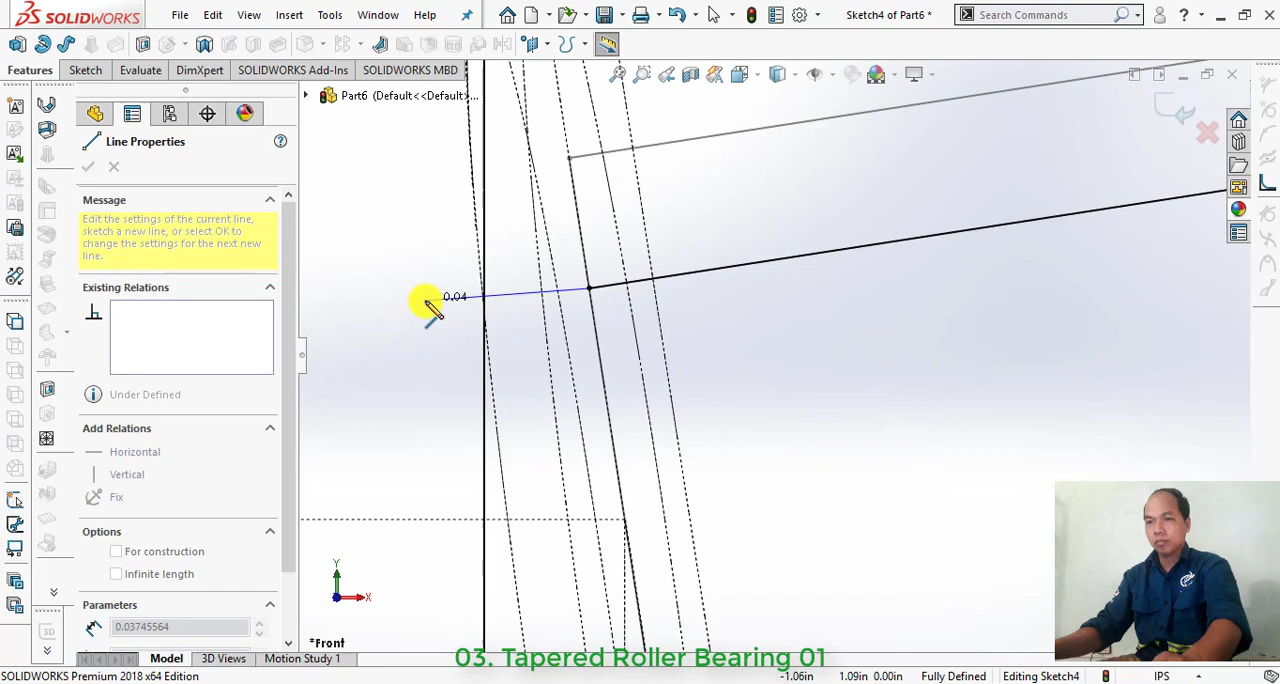 SOLIDWORKS
File
Edit
View
Insert
Tools
Window
Help
Sketch4 of Part6 *
Search Commands
?
Features
Sketch
Evaluate
DimXpert
SOLIDWORKS Add-Ins
SOLIDWORKS MBD
Part6 (Default<<Default>...
Line Properties
?
Message
Edit the settings of the current line,
sketch a new line, or select OK to
change the settings for the next new
line.
Existing Relations
Under Defined
Add Relations
Horizontal
Vertical
Fix
Options
For construction
Infinite length
Parameters
0.03745564
0.04
Y
X
*Front
3D
Model
3D Views
Motion Study 1
03. Tapered Roller Bearing 01
SOLIDWORKS Premium 2018 x64 Edition
-1.06in
1.09in 0.00in
Fully Defined
Editing Sketch4
IPS